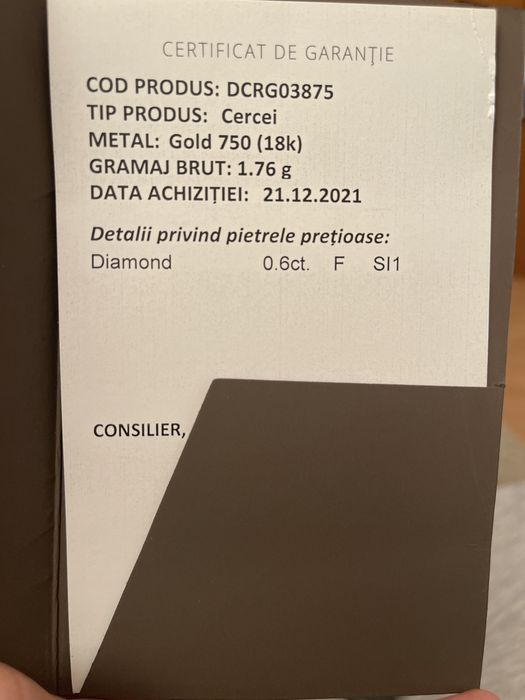 CERTIFICAT DE GARANŢIE
COD PRODUS: DCRG03875
TIP PRODUS: Cercei
METAL: Gold 750 (18k)
GRAMAJ BRUT: 1.76 g
DATA ACHIZIȚIEI: 21.12.2021
Detalii privind pietrele prețioase:
Diamond 0.6ct. F SI1
CONSILIER,